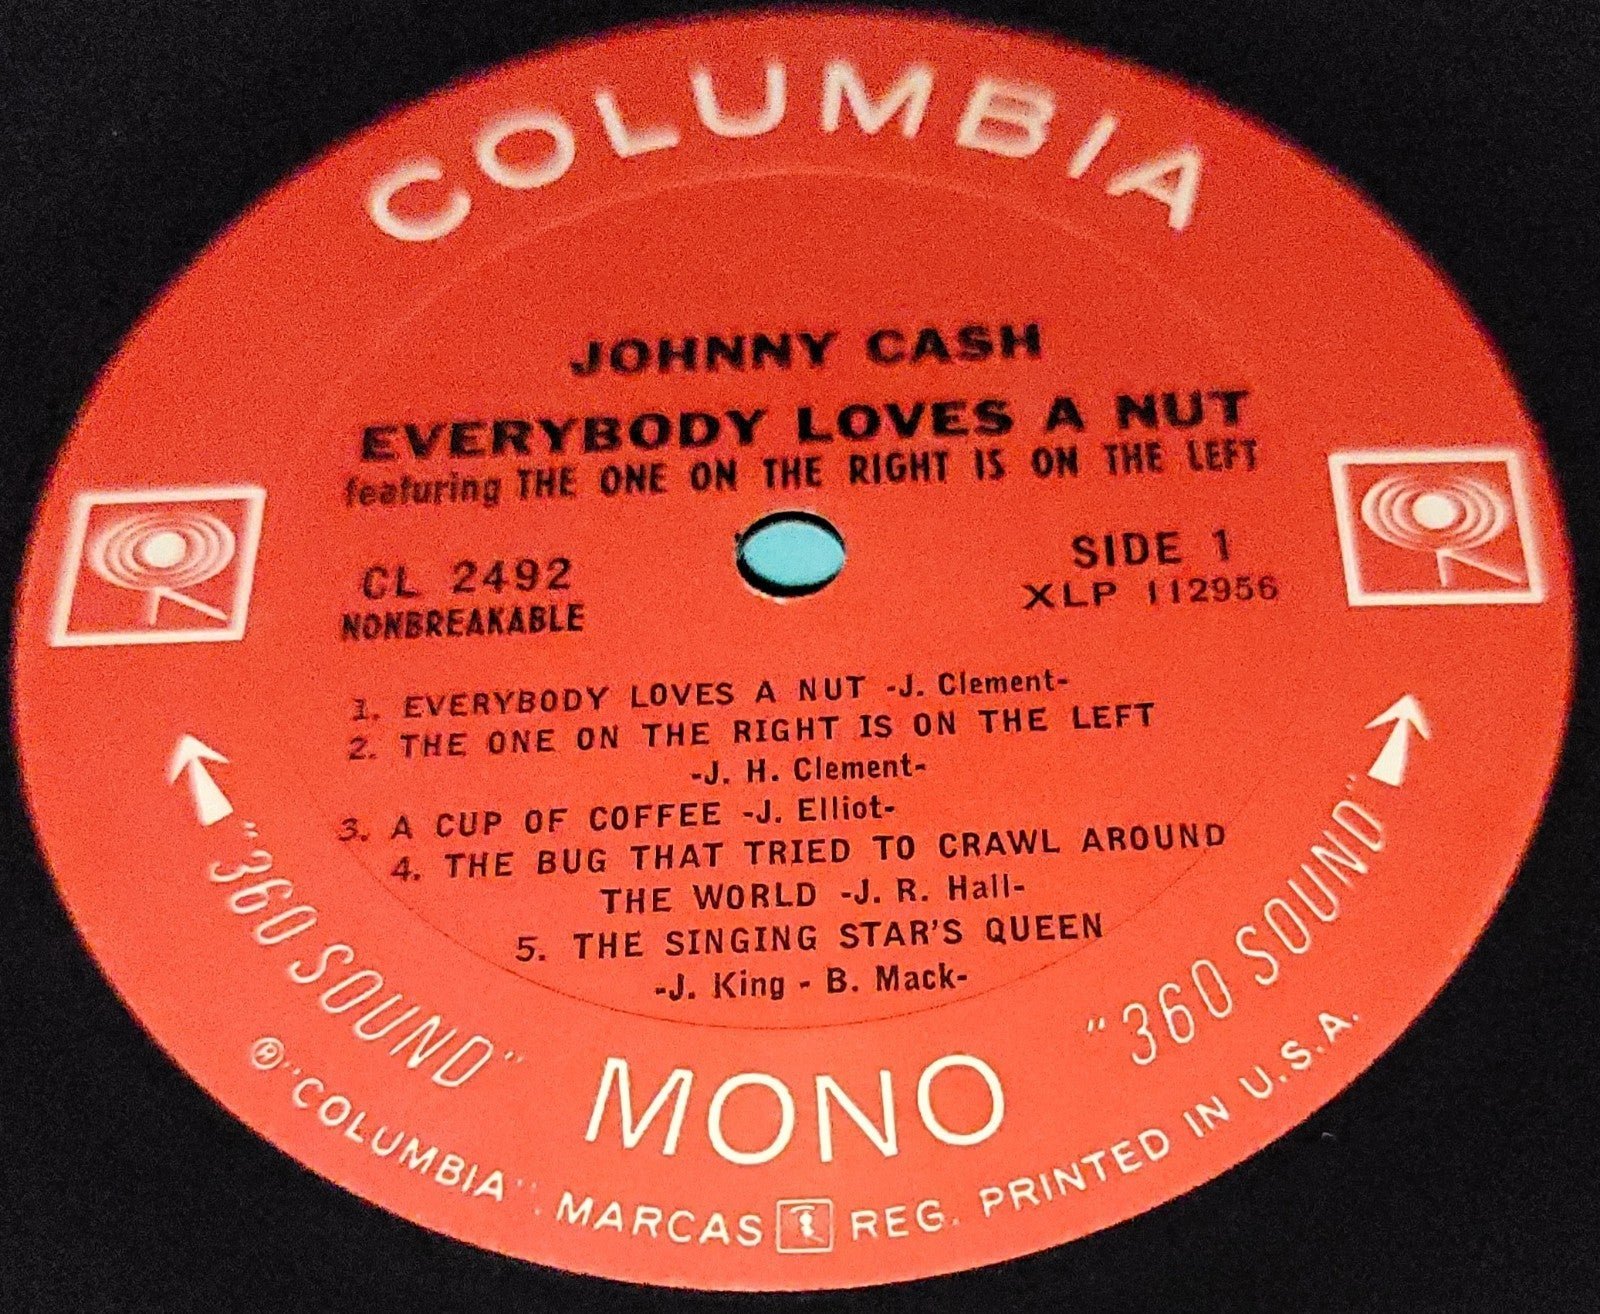 COLUMBIA
JOHNNY CASH
EVERYBODY LOVES A NUT
featuring THE ONE ON THE RIGHT IS ON THE LEFT
CL 2492
NONBREAKABLE
SIDE 1
XLP 112956
1. EVERYBODY LOVES A NUT -J. Clement-
2. THE ONE ON THE RIGHT IS ON THE LEFT
-J. H. Clement-
3. A CUP OF COFFEE -J. Elliot-
4. THE BUG THAT TRIED TO CRAWL AROUND
THE WORLD -J. R. Hall-
5. THE SINGING STAR'S QUEEN
-J. King - B. Mack-
"360 SOUND"
MONO
"360 SOUND"
® "COLUMBIA". MARCAS REG. PRINTED IN U.S.A.